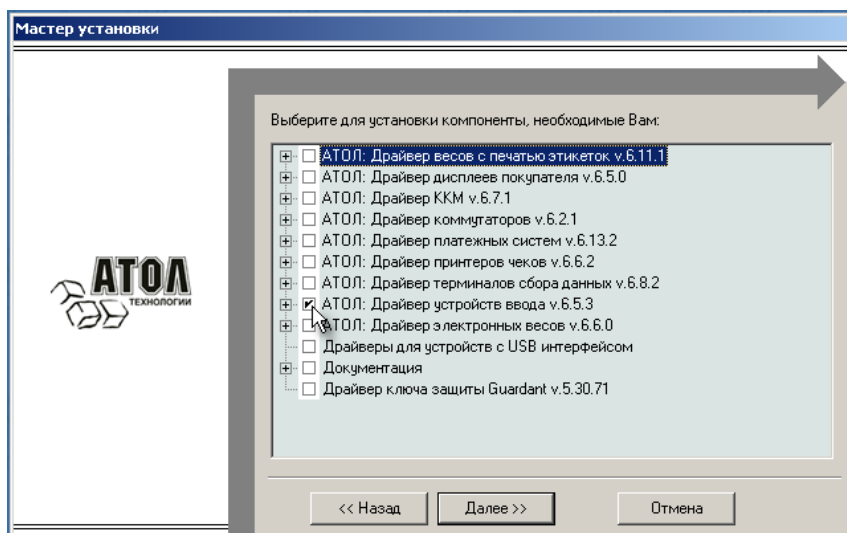 Мастер установки
Выберите для установки компоненты, необходимые Вам:
АТОЛ: Драйвер весов с печатью этикеток v.6.11.1
АТОЛ: Драйвер дисплеев покупателя v.6.5.0
АТОЛ: Драйвер ККМ v.6.7.1
АТОЛ: Драйвер коммутаторов v.6.2.1
АТОЛ: Драйвер платежных систем v.6.13.2
АТОЛ: Драйвер принтеров чеков v.6.6.2
АТОЛ: Драйвер терминалов сбора данных v.6.8.2
АТОЛ: Драйвер устройств ввода v.6.5.3
АТОЛ: Драйвер электронных весов v.6.6.0
Драйверы для устройств с USB интерфейсом
Документация
Драйвер ключа защиты Guardant v.5.30.71
АТОЛ
ТЕХНОЛОГИИ
<< Назад
Далее >>
Отмена